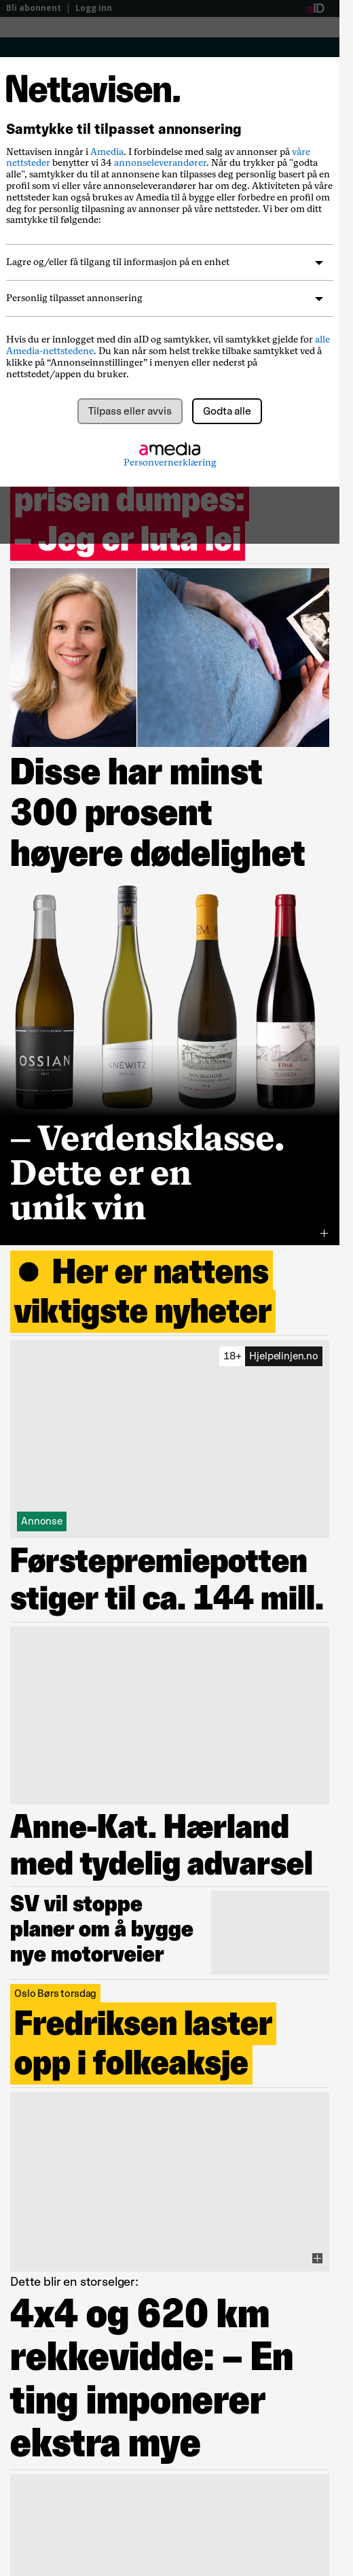 Bli abonnent | Logg inn
aID
Nettavisen.
Samtykke til tilpasset annonsering
Nettavisen inngår i Amedia. I forbindelse med salg av annonser på våre
nettsteder benytter vi 34 annonseleverandører. Når du trykker på "godta
alle", samtykker du til at annonsene kan tilpasses deg personlig basert på en
profil som vi eller våre annonseleverandører har om deg. Aktiviteten på våre
nettsteder kan også brukes av Amedia til å bygge eller forbedre en profil om
deg for personlig tilpasning av annonser på våre nettsteder. Vi ber om ditt
samtykke til følgende:
Lagre og/eller få tilgang til informasjon på en enhet
Personlig tilpasset annonsering
Hvis du er innlogget med din aID og samtykker, vil samtykket gjelde for alle
Amedia-nettstedene. Du kan når som helst trekke tilbake samtykket ved å
klikke på “Annonseinnstillinger” i menyen eller nederst på
nettstedet/appen du bruker.
Tilpass eller avvis
Godta alle
amedia
Personvernerklæring
prisen dumpes:
– Jeg er luta lei
Disse har minst
300 prosent
høyere dødelighet
OSSIAN
KNEWITZ
BOURGOGNE
ETNA
PLANETA
– Verdensklasse.
Dette er en
unik vin
Her er nattens
viktigste nyheter
18+ Hjelpelinjen.no
Annonse
Førstepremiepotten
stiger til ca. 144 mill.
Anne-Kat. Hærland
med tydelig advarsel
SV vil stoppe
planer om å bygge
nye motorveier
Oslo Børs torsdag
Fredriksen laster
opp i folkeaksje
Dette blir en storselger:
4x4 og 620 km
rekkevidde: – En
ting imponerer
ekstra mye